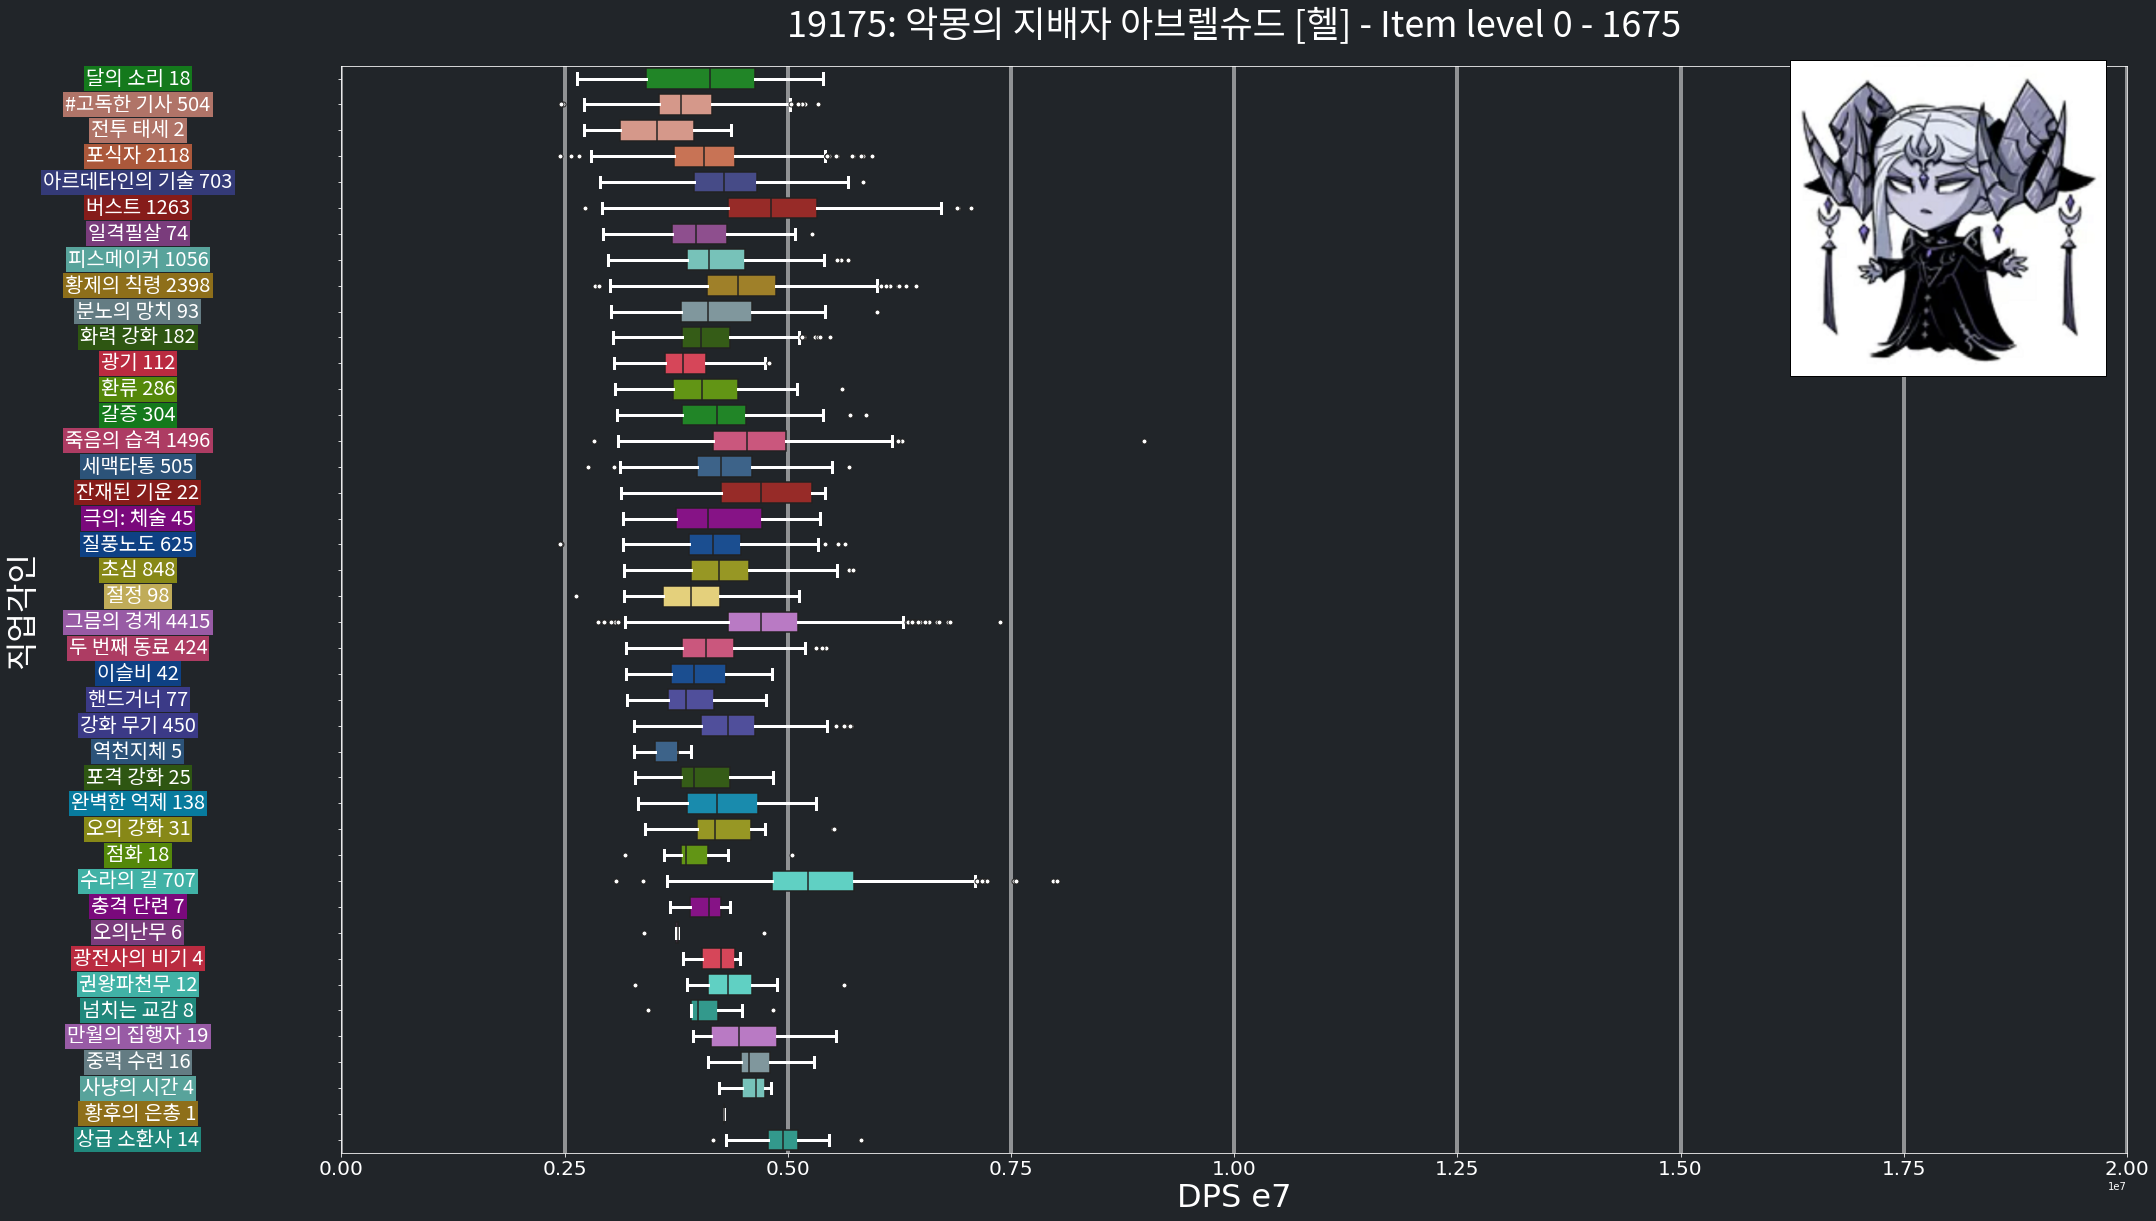 19175: 악몽의 지배자 아브렐슈드 [헬] - Item level 0 - 1675
직업각인
달의 소리 18
#고독한 기사 504
전투 태세 2
포식자 2118
아르데타인의 기술 703
버스트 1263
일격필살 74
피스메이커 1056
황제의 칙령 2398
분노의 망치 93
화력 강화 182
광기 112
환류 286
갈증 304
죽음의 습격 1496
세맥타통 505
잔재된 기운 22
극의: 체술 45
질풍노도 625
초심 848
절정 98
그믐의 경계 4415
두 번째 동료 424
이슬비 42
핸드거너 77
강화 무기 450
역천지체 5
포격 강화 25
완벽한 억제 138
오의 강화 31
점화 18
수라의 길 707
충격 단련 7
오의난무 6
광전사의 비기 4
권왕파천무 12
넘치는 교감 8
만월의 집행자 19
중력 수련 16
사냥의 시간 4
황후의 은총 1
상급 소환사 14
0.00 0.25 0.50 0.75 1.00 1.25 1.50 1.75 2.00
1e7
DPS e7